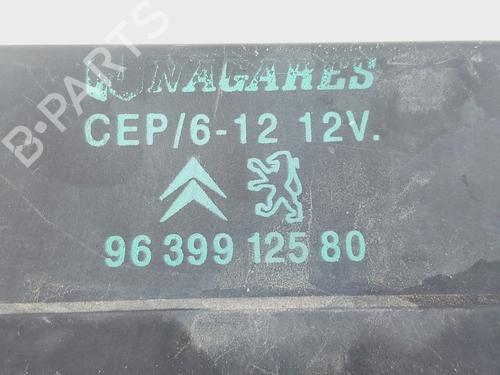 NAGARES
CEP/6-12 12V.
96 399 125 80
B-PARTS